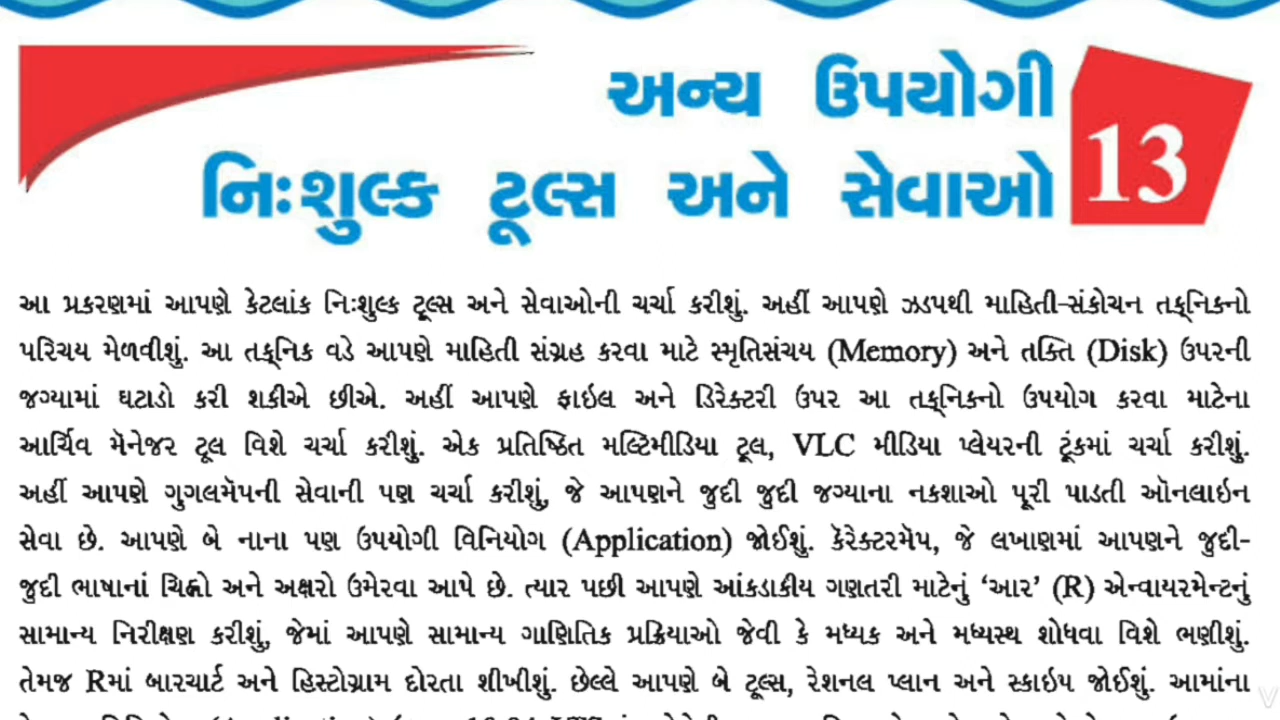 અન્ય ઉપયોગી
નિઃશુલ્ક ટૂલ્સ અને સેવાઓ
13
આ પ્રકરણમાં આપણે કેટલાંક નિઃશુલ્ક ટૂલ્સ અને સેવાઓની ચર્ચા કરીશું. અહીં આપણે ઝડપથી માહિતી-સંકોચન તક્નિકનો
પરિચય મેળવીશું. આ તક્નિક વડે આપણે માહિતી સંગ્રહ કરવા માટે સ્મૃતિસંચય (Memory) અને તક્તિ (Disk) ઉપરની
જગ્યામાં ઘટાડો કરી શકીએ છીએ. અહીં આપણે ફાઇલ અને ડિરેક્ટરી ઉપર આ તક્નિકનો ઉપયોગ કરવા માટેના
આર્ચિવ મૅનેજર ટૂલ વિશે ચર્ચા કરીશું. એક પ્રતિષ્ઠિત મલ્ટિમીડિયા ટૂલ, VLC મીડિયા પ્લેયરની ટૂંકમાં ચર્ચા કરીશું.
અહીં આપણે ગુગલમૅપની સેવાની પણ ચર્ચા કરીશું, જે આપણને જુદી જુદી જગ્યાના નકશાઓ પૂરી પાડતી ઑનલાઇન
સેવા છે. આપણે બે નાના પણ ઉપયોગી વિનિયોગ (Application) જોઈશું. કૅરેક્ટરમૅપ, જે લખાણમાં આપણને જુદી-
જુદી ભાષાનાં ચિહ્નો અને અક્ષરો ઉમેરવા આપે છે. ત્યાર પછી આપણે આંકડાકીય ગણતરી માટેનું ‘આર’ (R) એન્વાયરમેન્ટનું
સામાન્ય નિરીક્ષણ કરીશું, જેમાં આપણે સામાન્ય ગાણિતિક પ્રક્રિયાઓ જેવી કે મધ્યક અને મધ્યસ્થ શોધવા વિશે ભણીશું.
તેમજ Rમાં બારચાર્ટ અને હિસ્ટોગ્રામ દોરતા શીખીશું. છેલ્લે આપણે બે ટૂલ્સ, રેશનલ પ્લાન અને સ્કાઇપ જોઈશું. આમાંના